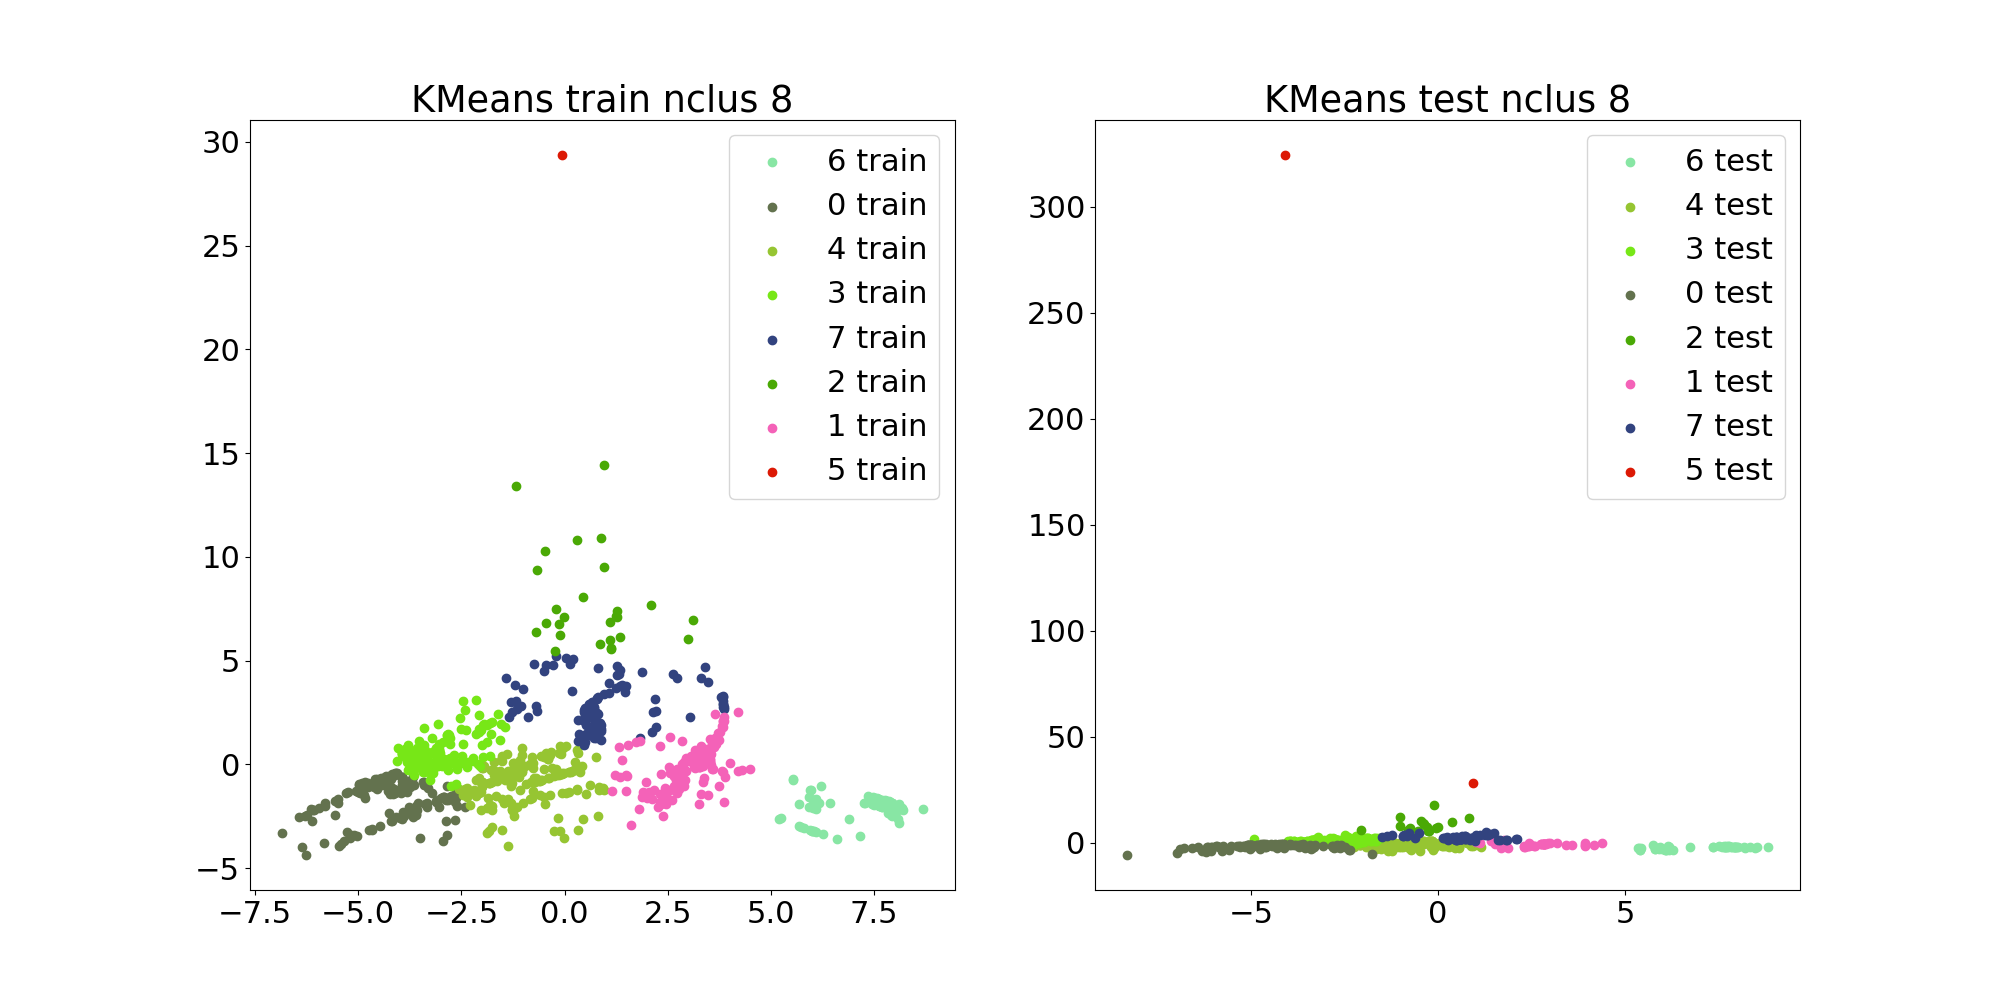 KMeans train nclus 8
30
25
20
15
10
5
0
−5
−7.5 −5.0 −2.5 0.0 2.5 5.0 7.5
6 train
0 train
4 train
3 train
7 train
2 train
1 train
5 train
KMeans test nclus 8
300
250
200
150
100
50
0
−5 0 5
6 test
4 test
3 test
0 test
2 test
1 test
7 test
5 test